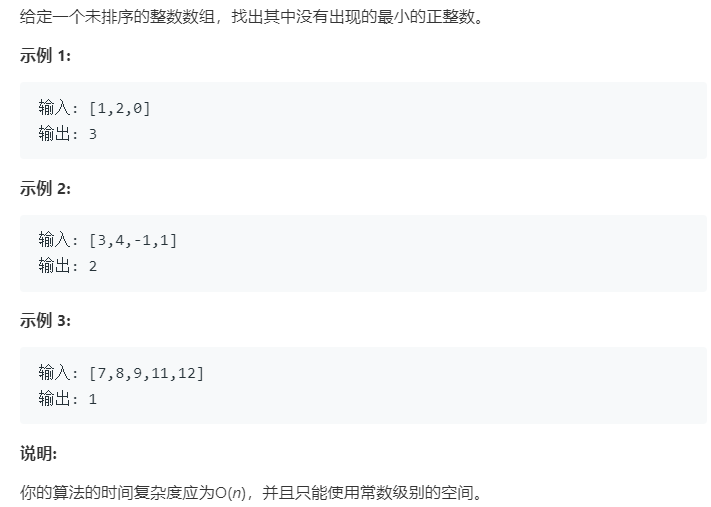 给定一个未排序的整数数组，找出其中没有出现的最小的正整数。
示例 1:
输入: [1,2,0]
输出: 3
示例 2:
输入: [3,4,-1,1]
输出: 2
示例 3:
输入: [7,8,9,11,12]
输出: 1
说明:
你的算法的时间复杂度应为O(n)，并且只能使用常数级别的空间。